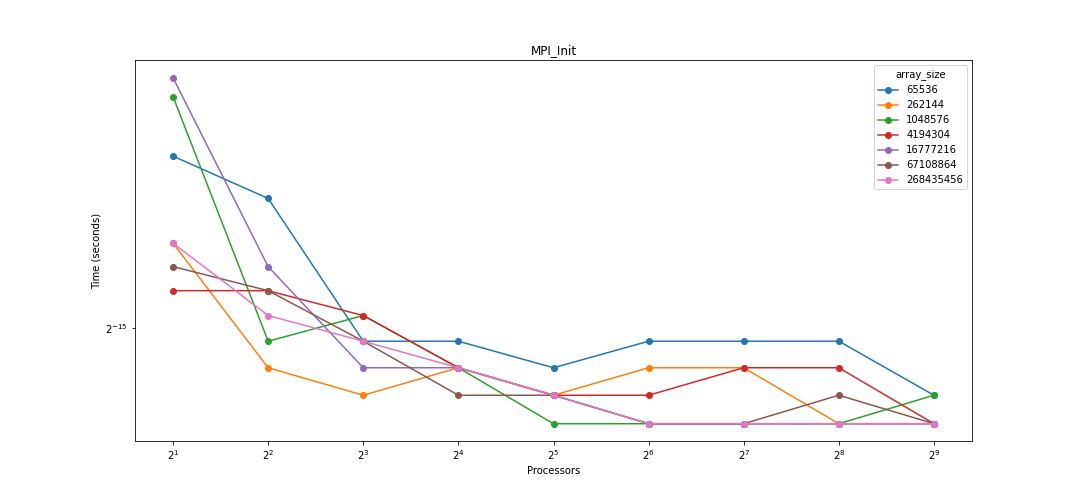 MPI_Init
array_size
65536
262144
1048576
4194304
16777216
67108864
268435456
Time (seconds)
2⁻¹⁵
2¹ 2² 2³ 2⁴ 2⁵ 2⁶ 2⁷ 2⁸ 2⁹
Processors